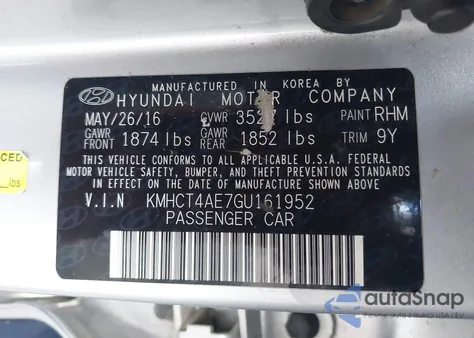 MANUFACTURED IN KOREA BY
HYUNDAI MOTOR COMPANY
MAY/26/16 GVWR lbs PAINT RHM
GAWR FRONT 1874 lbs GAWR REAR 1852 lbs TRIM 9Y
THIS VEHICLE CONFORMS TO ALL APPLICABLE U.S.A. FEDERAL
MOTOR VEHICLE SAFETY, BUMPER, AND THEFT PREVENTION
STANDARDS IN EFFECT ON THE DATE OF MANUFACTURE SHOWN ABOVE.
V.I.N KMHCT4AE7GU161952
PASSENGER CAR
CED
lbs
autoSnap